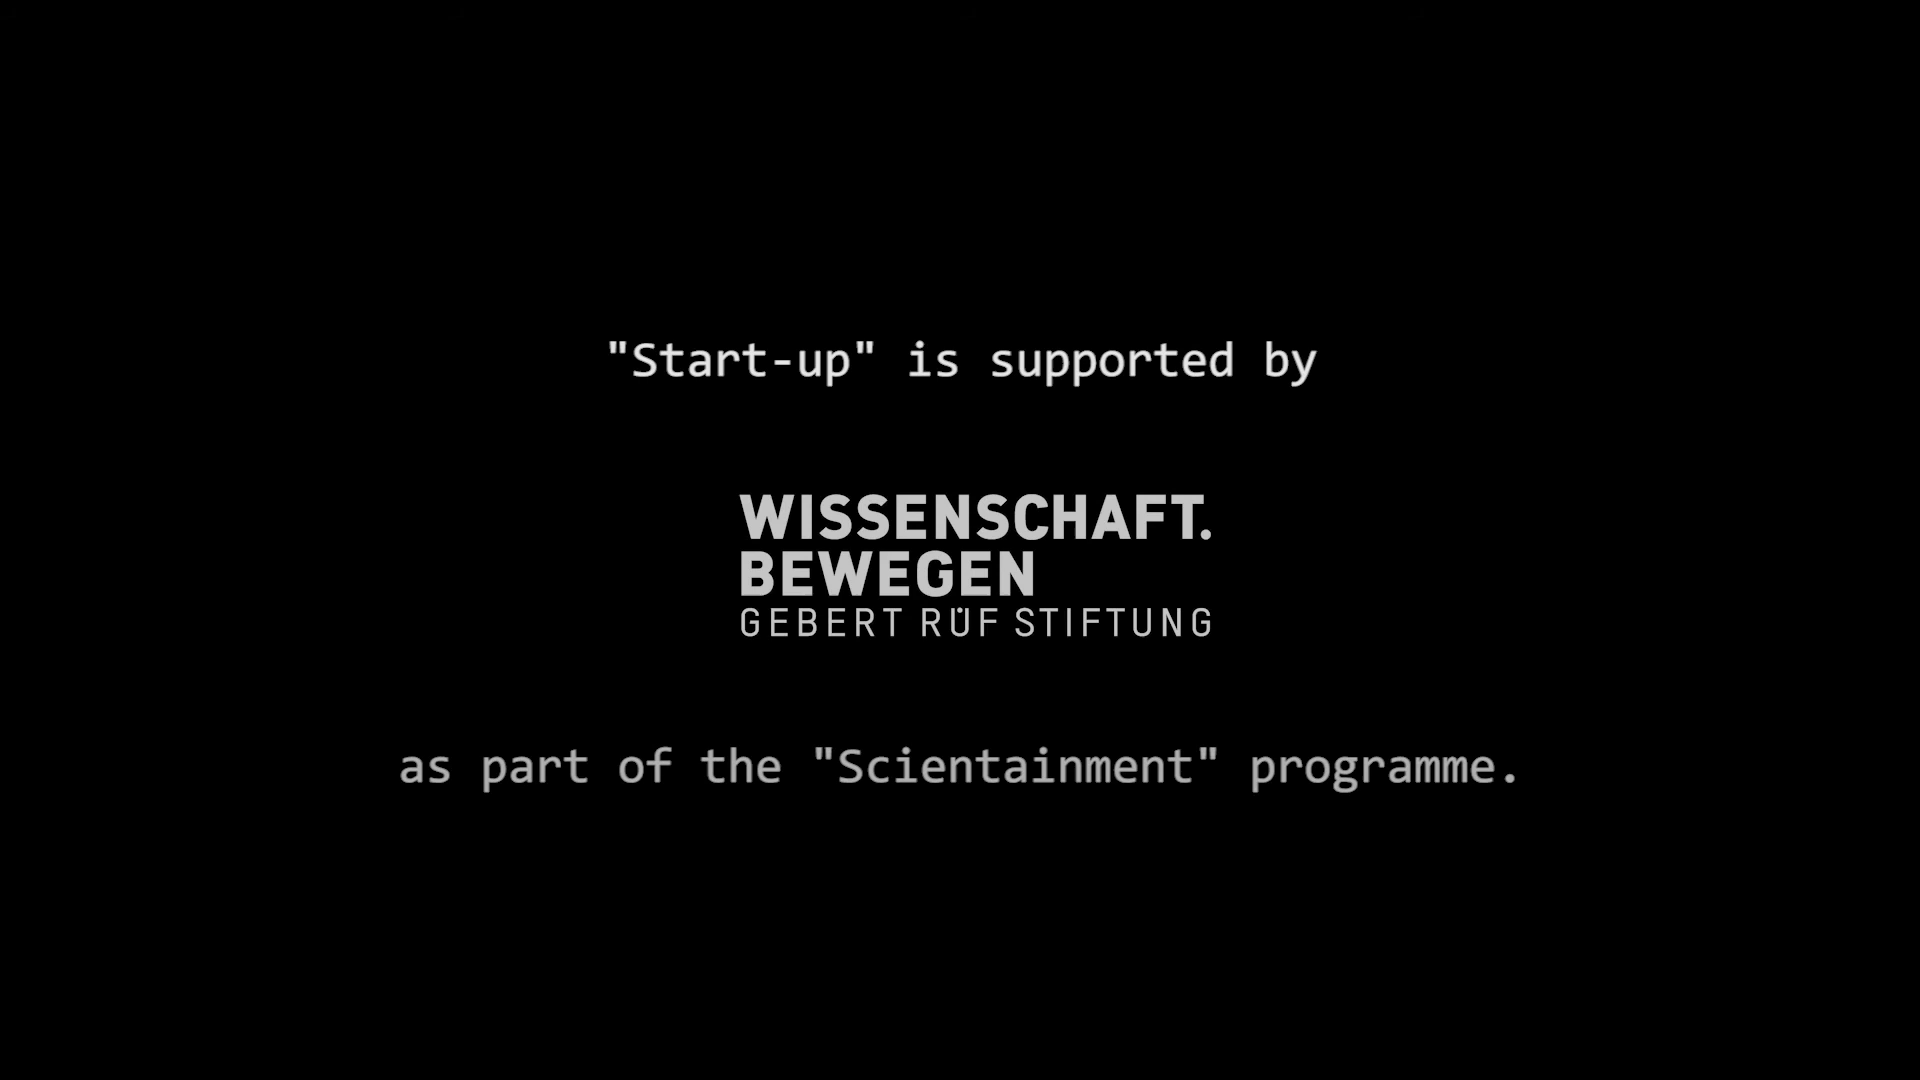 "Start-up" is supported by
WISSENSCHAFT.
BEWEGEN
GEBERT RÜF STIFTUNG
as part of the "Scientainment" programme.